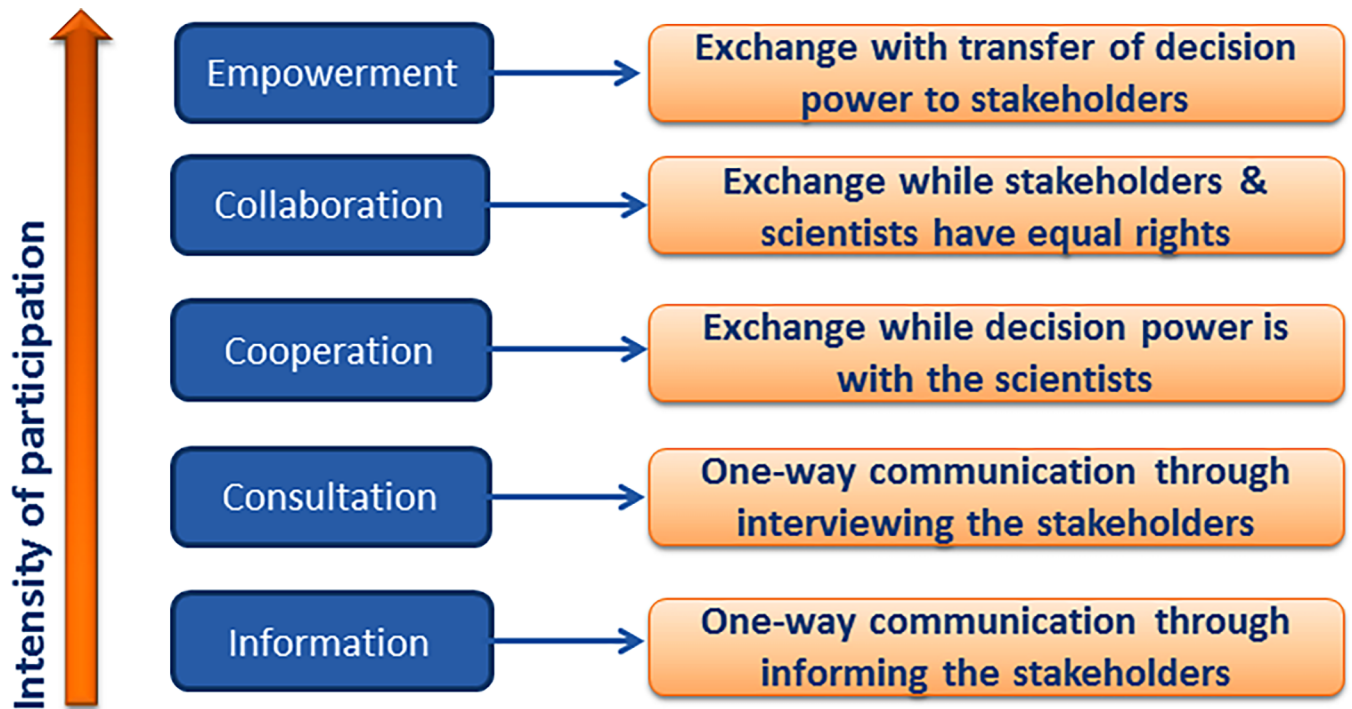 Intensity of participation
Empowerment
Exchange with transfer of decision
power to stakeholders
Collaboration
Exchange while stakeholders &
scientists have equal rights
Cooperation
Exchange while decision power is
with the scientists
Consultation
One-way communication through
interviewing the stakeholders
Information
One-way communication through
informing the stakeholders